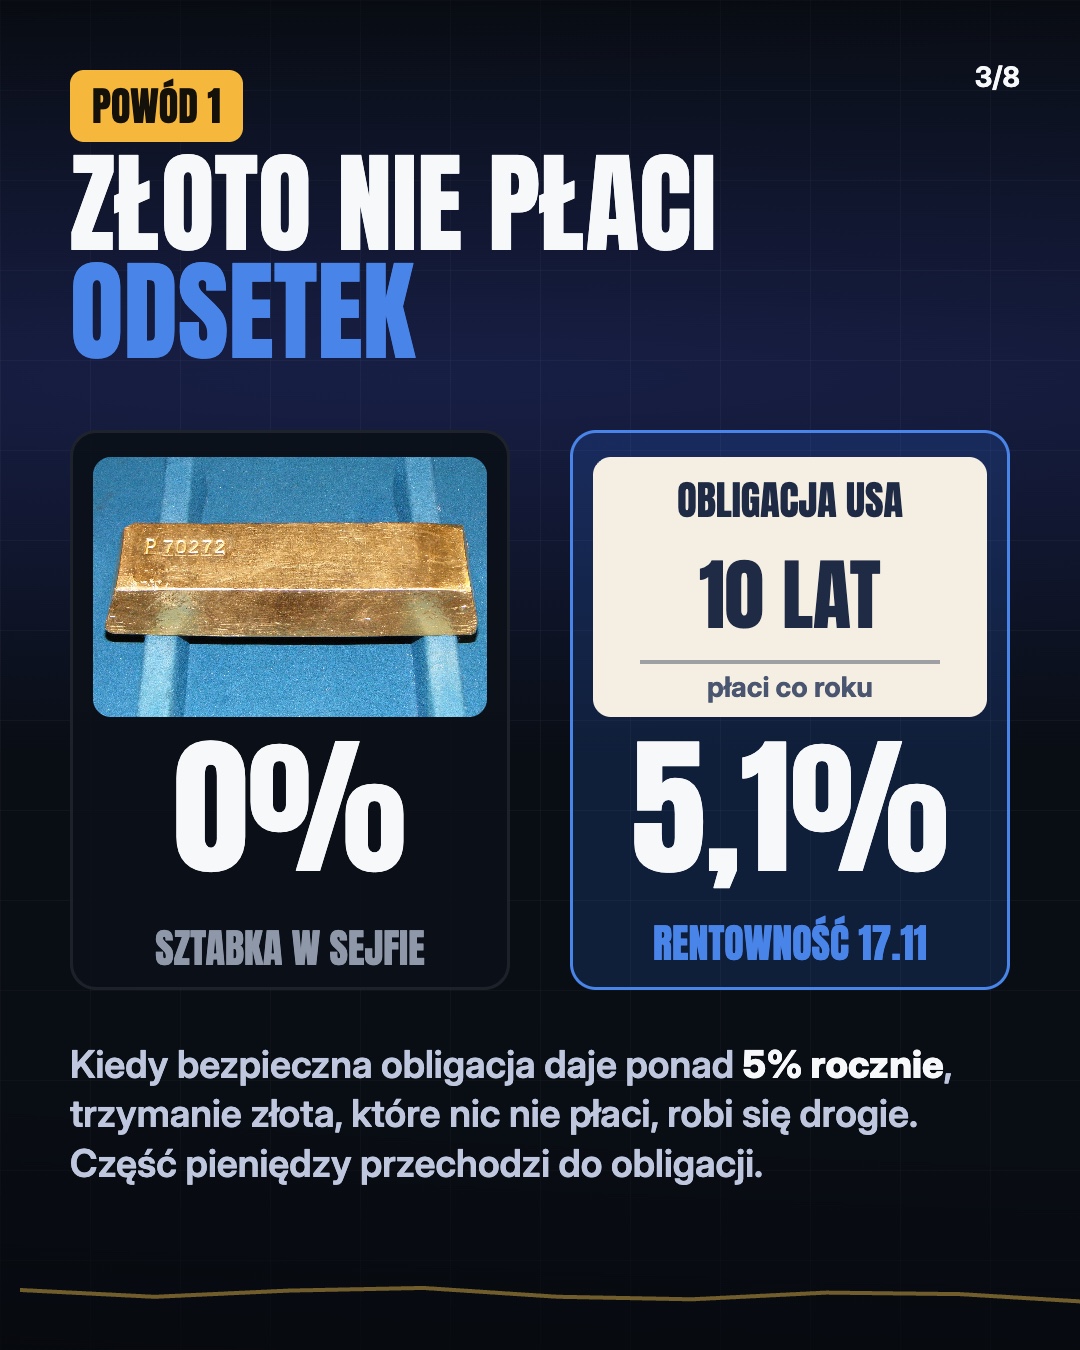 3/8
POWÓD 1
ZŁOTO NIE PŁACI
ODSETEK
P 70272
0%
SZTABKA W SEJFIE
OBLIGACJA USA
10 LAT
płaci co roku
5,1%
RENTOWNOŚĆ 17.11
Kiedy bezpieczna obligacja daje ponad 5% rocznie,
trzymanie złota, które nic nie płaci, robi się drogie.
Część pieniędzy przechodzi do obligacji.